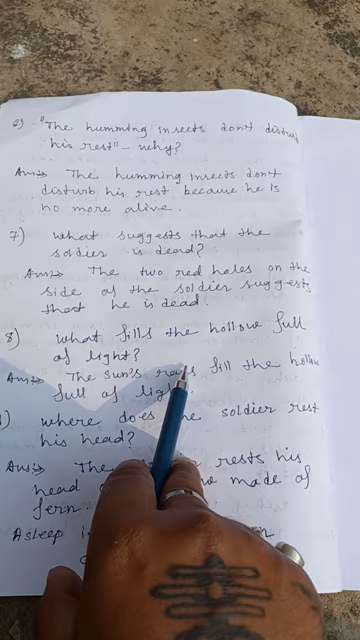 6) "The humming insects don't disturb
his rest" - why?
Ans:→ The humming insects don't
disturb his rest because he is
no more alive.
7) What suggests that the
soldier is dead?
Ans:→ The two red holes on the
side of the soldier suggests
that he is dead.
8) What fills the hollow full
of light?
Ans:→ The sun's rays fill the hollow
full of light
) where does the soldier rest
his head?
Ans:→ The rests his
head made of
fern.
Asleep